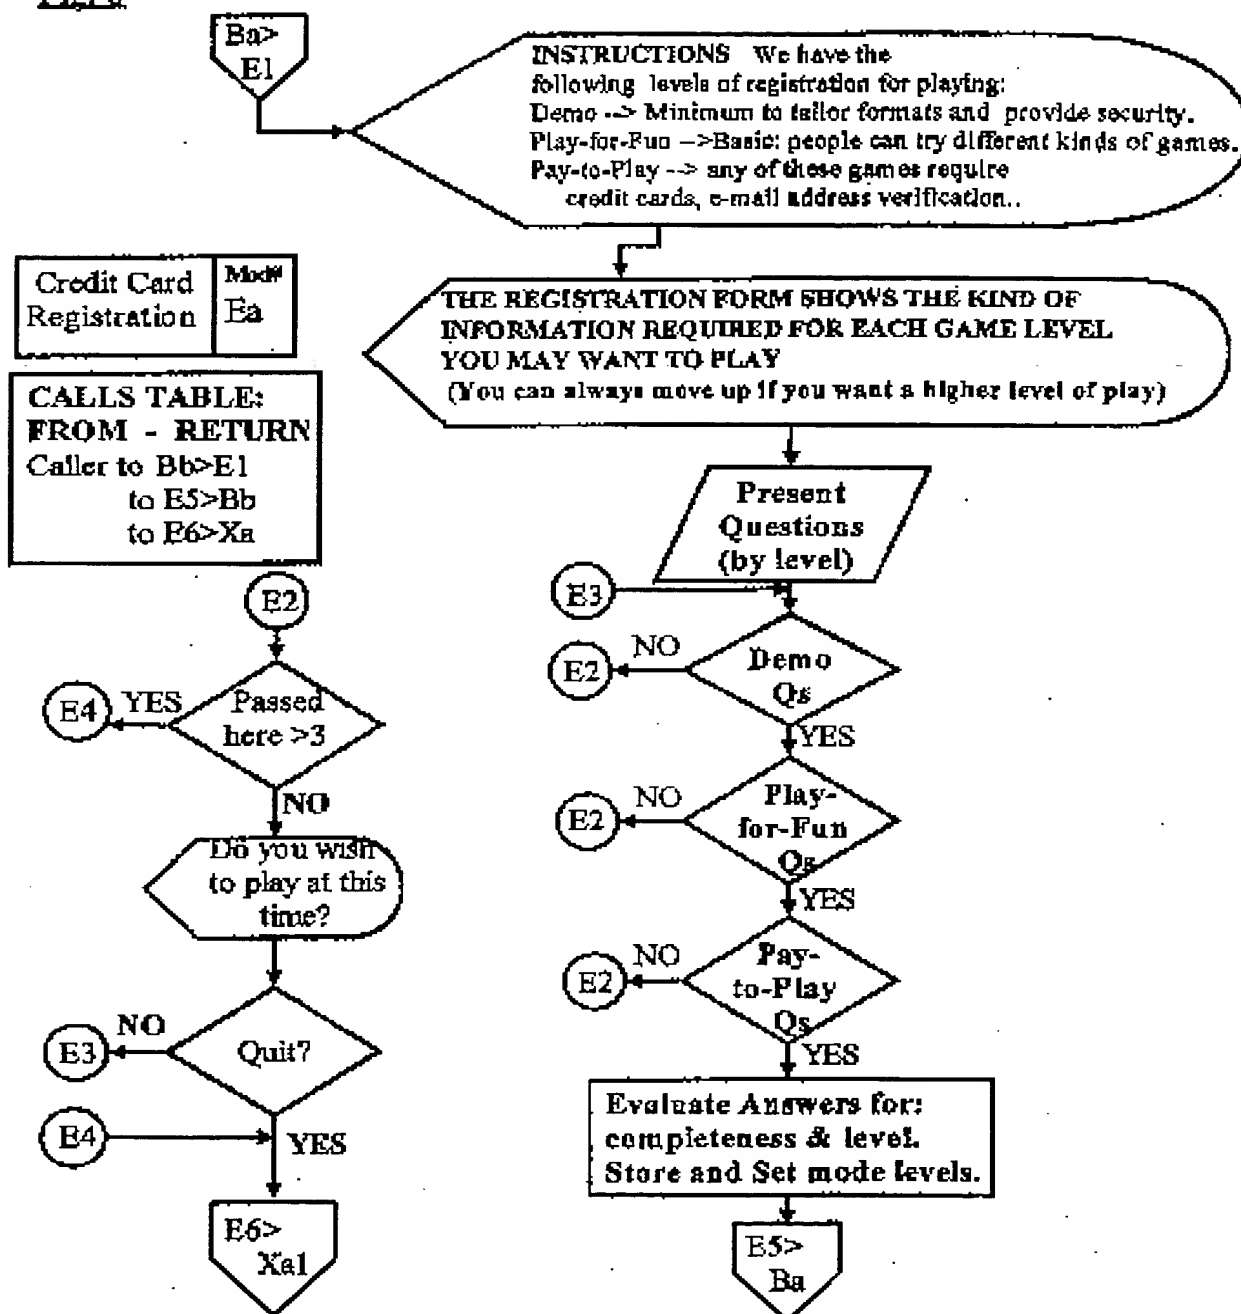 Ba>
E1
INSTRUCTIONS We have the
following levels of registration for playing:
Demo --> Minimum to tailor formats and provide security.
Play-for-Fun -->Basic: people can try different kinds of games.
Pay-to-Play --> any of these games require
credit cards, e-mail address verification..
Credit Card
Registration
Mod#
Ea
THE REGISTRATION FORM SHOWS THE KIND OF
INFORMATION REQUIRED FOR EACH GAME LEVEL
YOU MAY WANT TO PLAY
(You can always move up if you want a higher level of play)
CALLS TABLE:
FROM - RETURN
Caller to Bb>E1
to E5>Bb
to E6>Xa
Present
Questions
(by level)
E3
E2
NO
Demo
Qs
YES
E2
NO
Play-
for-Fun
Qs
YES
E2
NO
Pay-
to-Play
Qs
YES
Evaluate Answers for:
completeness & level.
Store and Set mode levels.
E5>
Ba
E2
E4
YES
Passed
here >3
NO
Do you wish
to play at this
time?
NO
E3
Quit?
E4
YES
E6>
Xa1